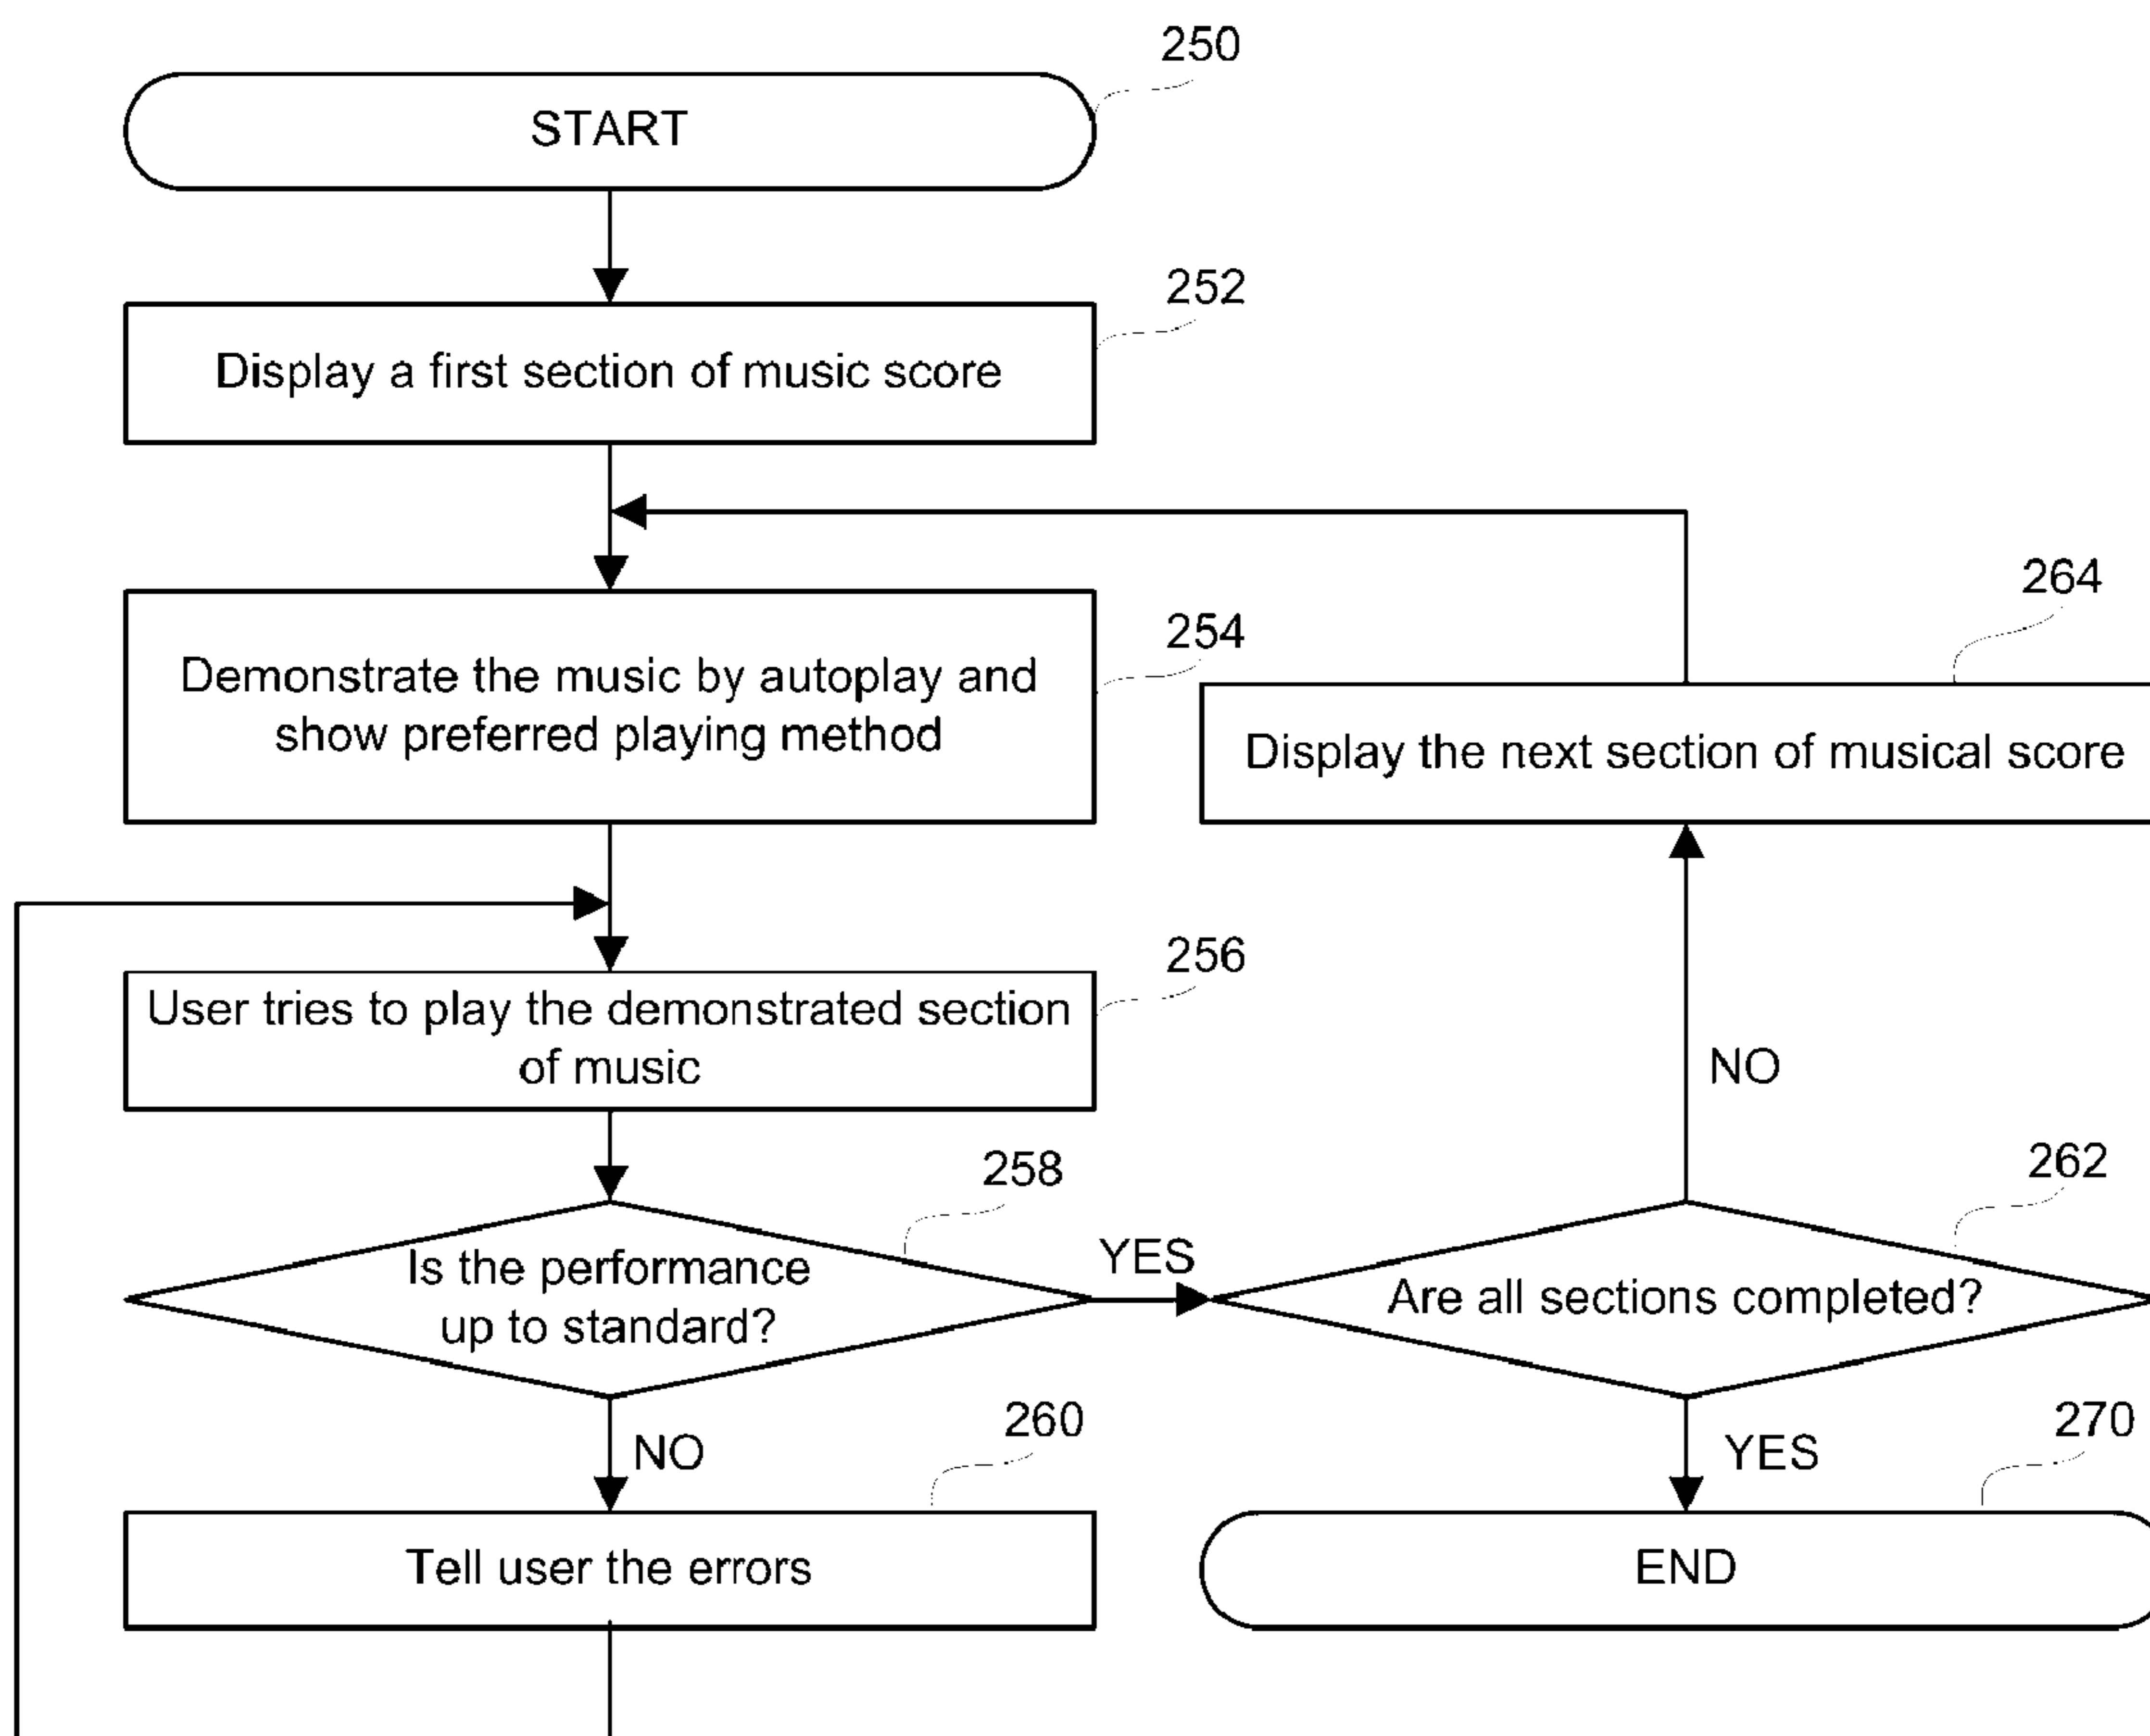 250
START
252
Display a first section of music score
254
Demonstrate the music by autoplay and
show preferred playing method
264
Display the next section of musical score
256
User tries to play the demonstrated section
of music
NO
258
Is the performance
up to standard?
YES
262
Are all sections completed?
NO
260
Tell user the errors
YES
270
END